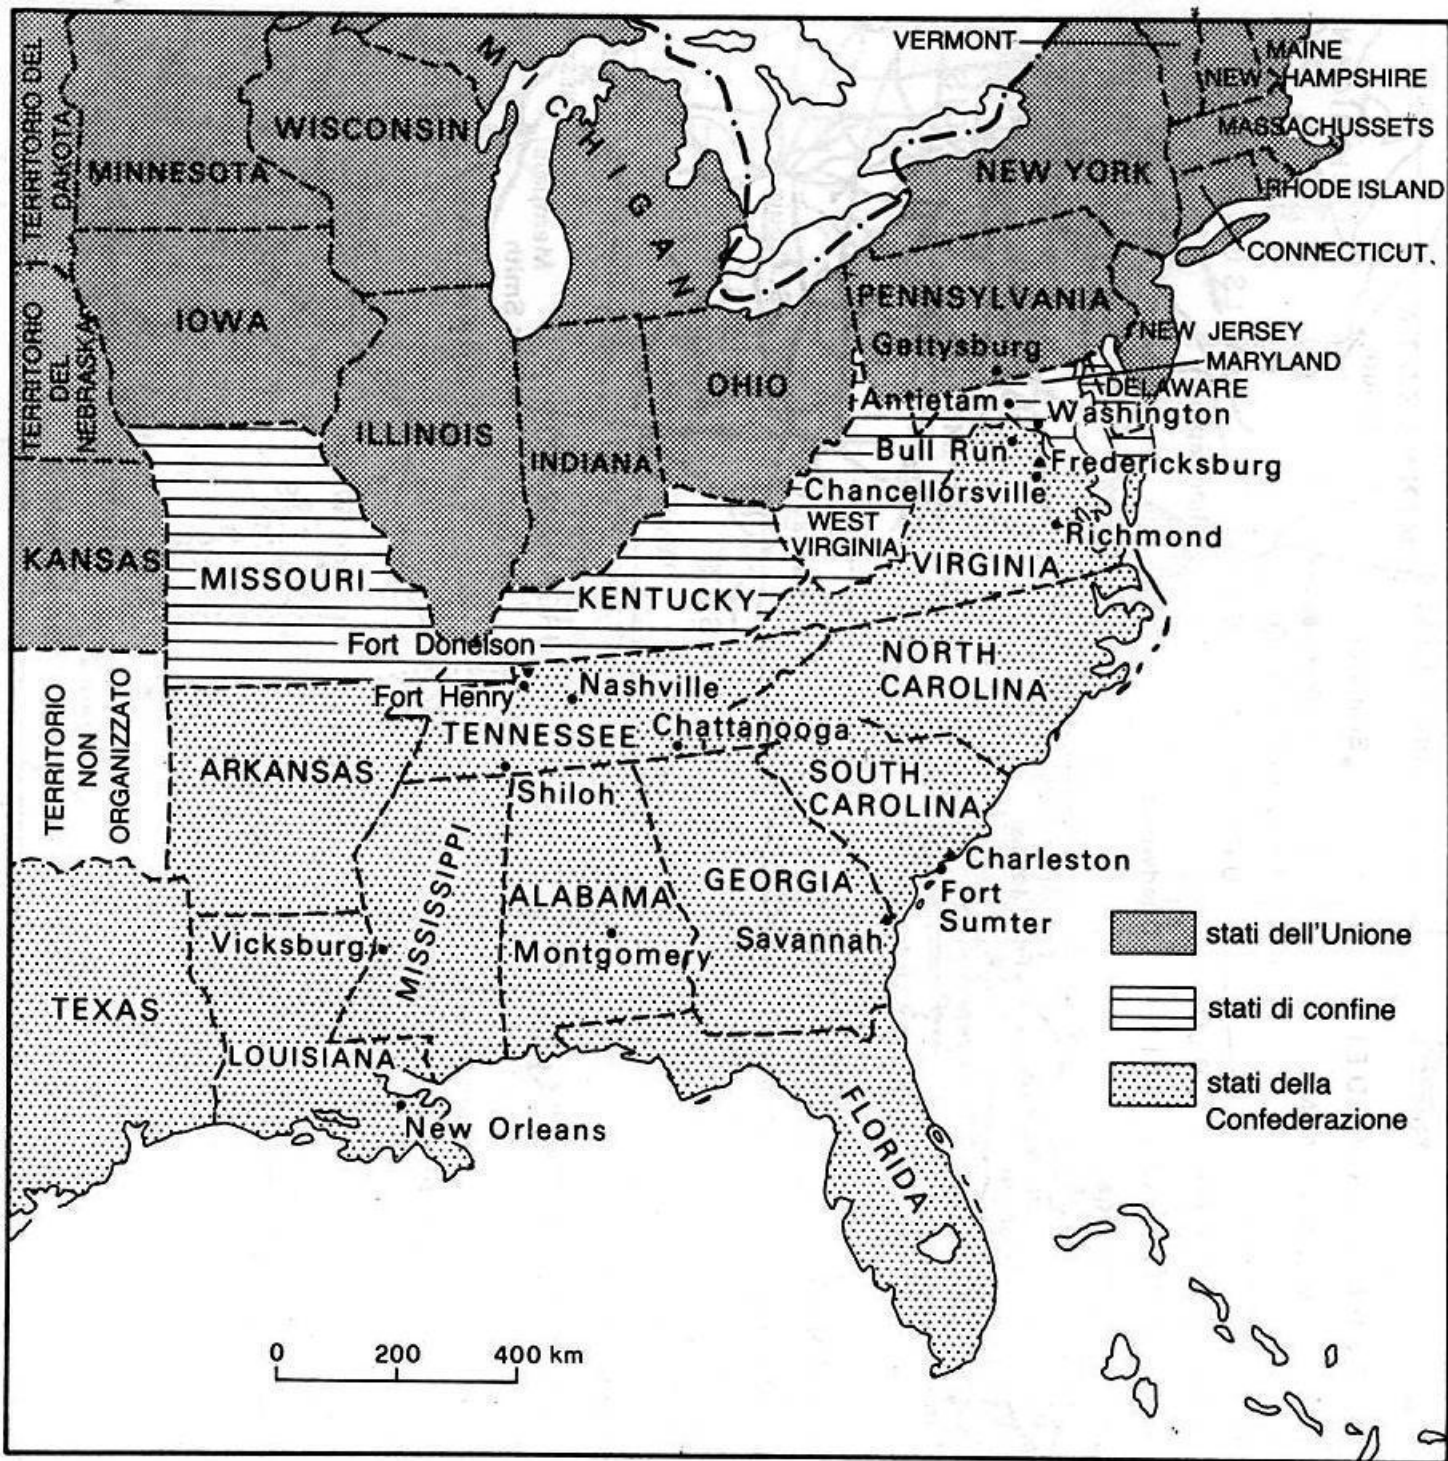 VERMONT
MAINE
NEW HAMPSHIRE
MASSACHUSSETS
RHODE ISLAND
CONNECTICUT.
NEW YORK
MICHIGAN
WISCONSIN
MINNESOTA
TERRITORIO DEL
DAKOTA
IOWA
TERRITORIO
DEL
NEBRASKA
PENNSYLVANIA
Gettysburg
NEW JERSEY
MARYLAND
DELAWARE
Antietam
Washington
OHIO
ILLINOIS
INDIANA
Bull Run
Fredericksburg
Chancellorsville
WEST
VIRGINIA
Richmond
VIRGINIA
KANSAS
MISSOURI
KENTUCKY
Fort Donelson
Fort Henry
Nashville
NORTH
CAROLINA
TERRITORIO
NON
ORGANIZZATO
TENNESSEE
Chattanooga
ARKANSAS
Shiloh
SOUTH
CAROLINA
MISSISSIPPI
ALABAMA
GEORGIA
Charleston
Fort
Sumter
Vicksburg
Montgomery
Savannah
TEXAS
LOUISIANA
New Orleans
FLORIDA
stati dell'Unione
stati di confine
stati della
Confederazione
0 200 400 km